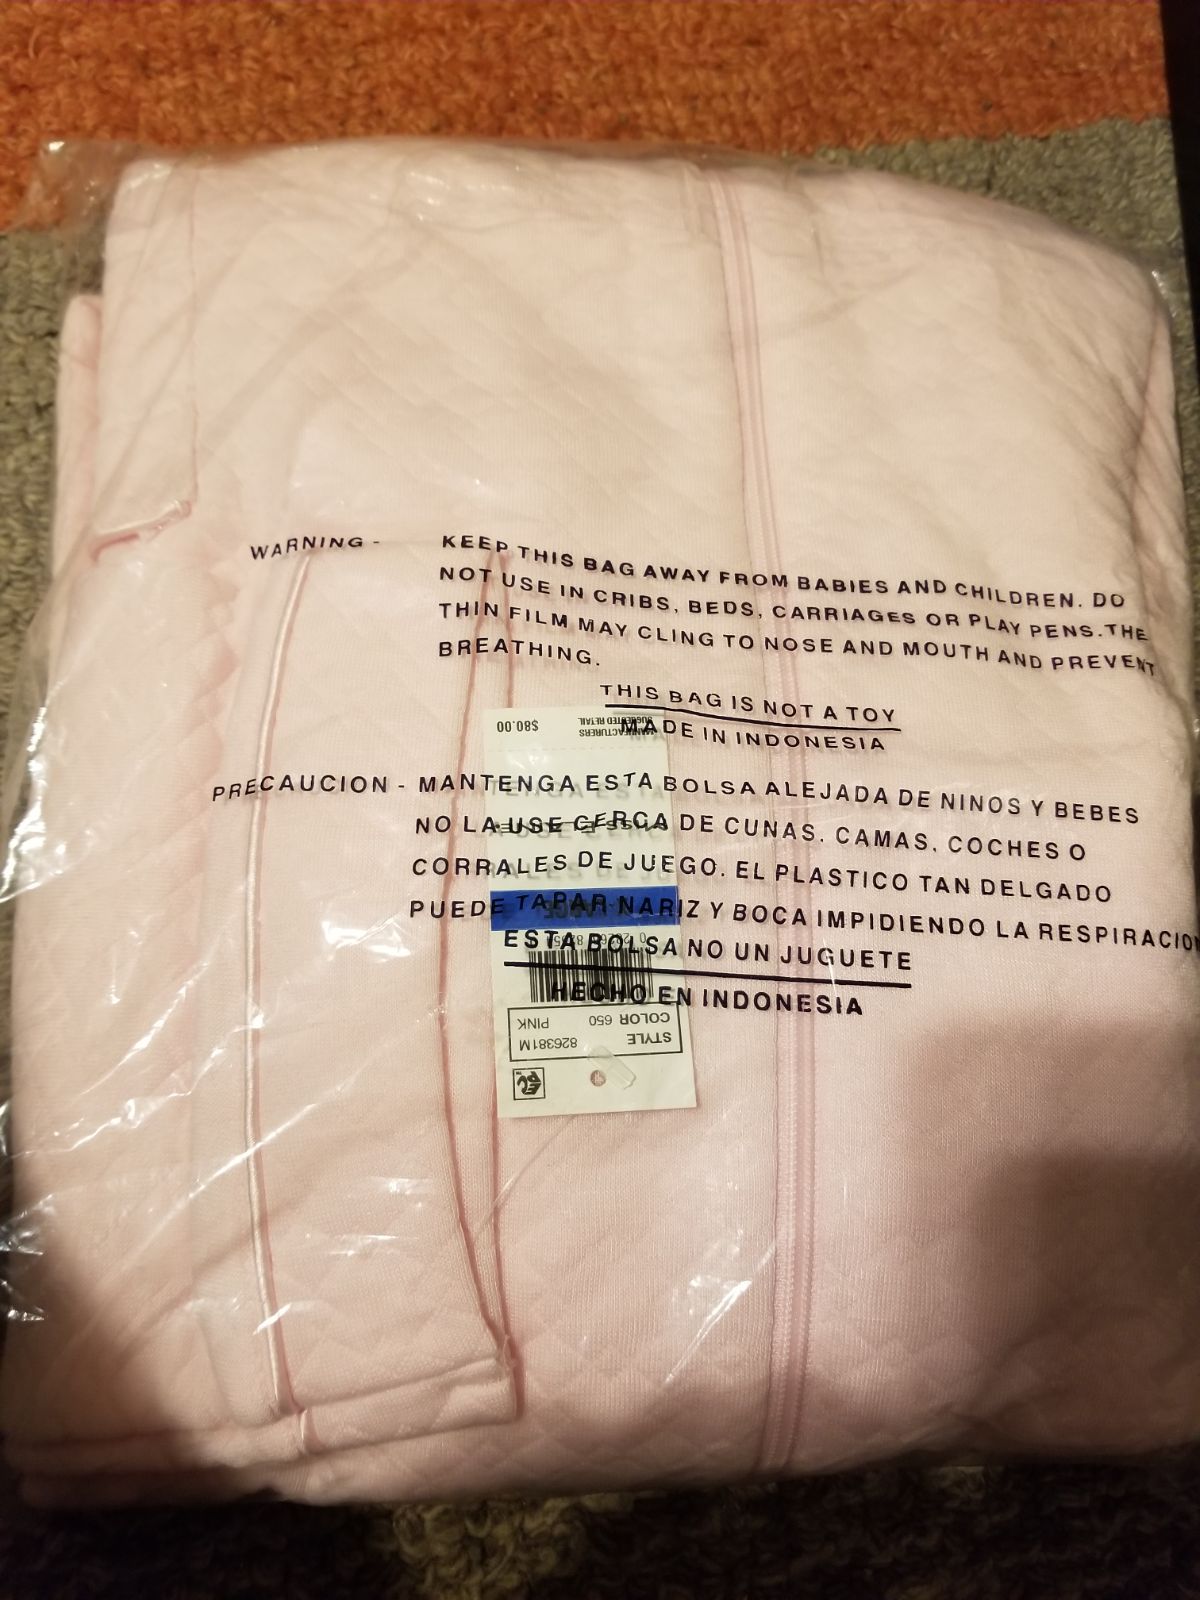 WARNING - KEEP THIS BAG AWAY FROM BABIES AND CHILDREN. DO
NOT USE IN CRIBS, BEDS, CARRIAGES OR PLAY PENS.THE
THIN FILM MAY CLING TO NOSE AND MOUTH AND PREVENT
BREATHING.
THIS BAG IS NOT A TOY
MADE IN INDONESIA
PRECAUCION - MANTENGA ESTA BOLSA ALEJADA DE NINOS Y BEBES
NO LA USE CERCA DE CUNAS, CAMAS, COCHES O
CORRALES DE JUEGO. EL PLASTICO TAN DELGADO
PUEDE TAPAR NARIZ Y BOCA IMPIDIENDO LA RESPIRACION
ESTA BOLSA NO UN JUGUETE
HECHO EN INDONESIA
STYLE 826381M
COLOR 650 PINK
MANUFACTURERS
SUGGESTED RETAIL $80.00